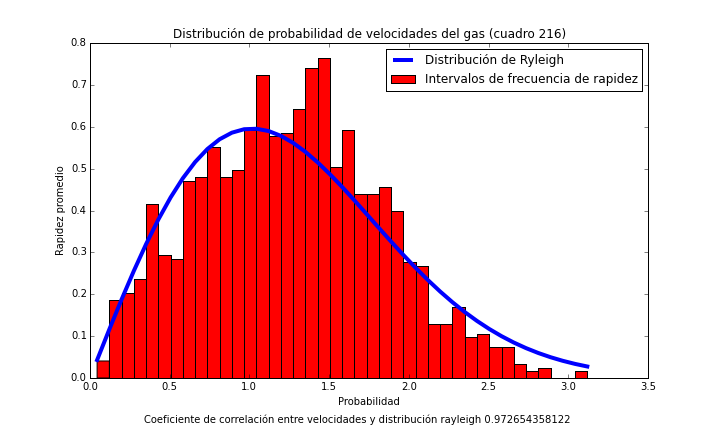 Distribución de probabilidad de velocidades del gas (cuadro 216)
Distribución de Ryleigh
Intervalos de frecuencia de rapidez
Rapidez promedio
0.8
0.7
0.6
0.5
0.4
0.3
0.2
0.1
0.0
0.0 0.5 1.0 1.5 2.0 2.5 3.0 3.5
Probabilidad
Coeficiente de correlación entre velocidades y distribución rayleigh 0.972654358122